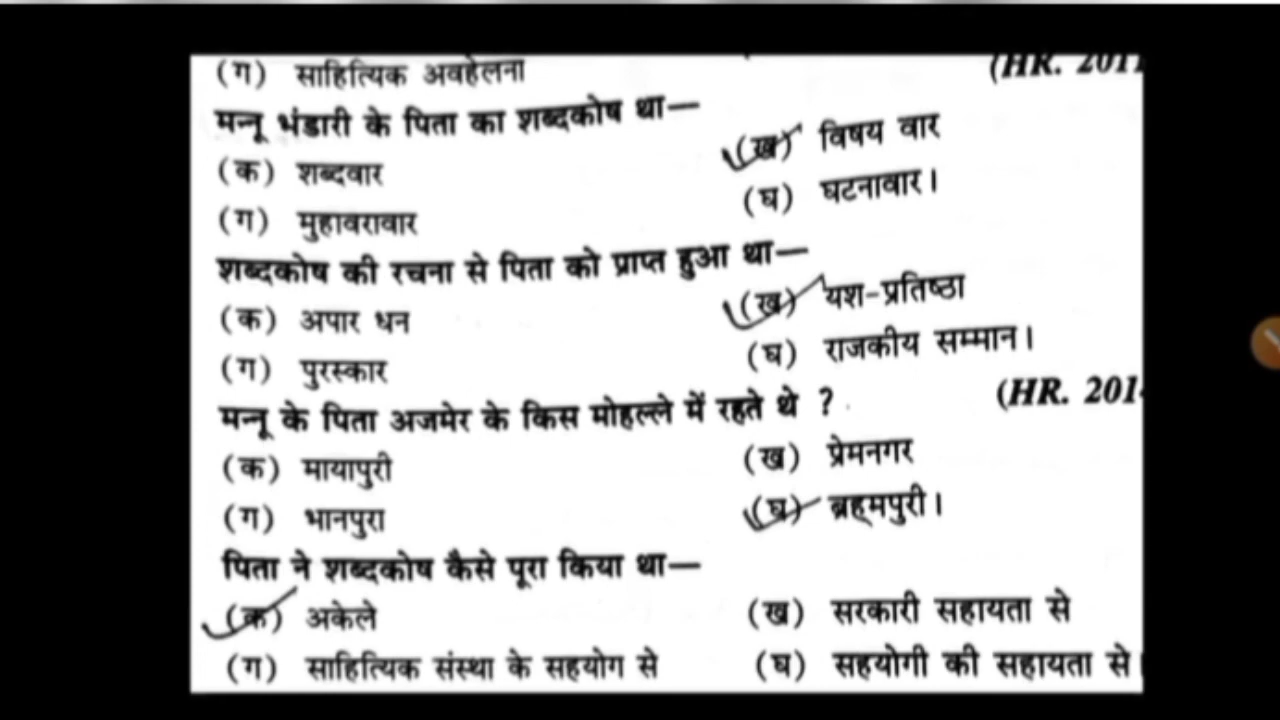 (ग) साहित्यिक अवहेलना (HR. 2011
मन्नू भंडारी के पिता का शब्दकोष था—
(क) शब्दवार (ख) विषय वार
(ग) मुहावरावार (घ) घटनावार।
शब्दकोष की रचना से पिता को प्राप्त हुआ था—
(क) अपार धन (ख) यश-प्रतिष्ठा
(ग) पुरस्कार (घ) राजकीय सम्मान।
मन्नू के पिता अजमेर के किस मोहल्ले में रहते थे ? (HR. 201
(क) मायापुरी (ख) प्रेमनगर
(ग) भानपुरा (घ) ब्रह्मपुरी।
पिता ने शब्दकोष कैसे पूरा किया था—
(क) अकेले (ख) सरकारी सहायता से
(ग) साहित्यिक संस्था के सहयोग से (घ) सहयोगी की सहायता से।